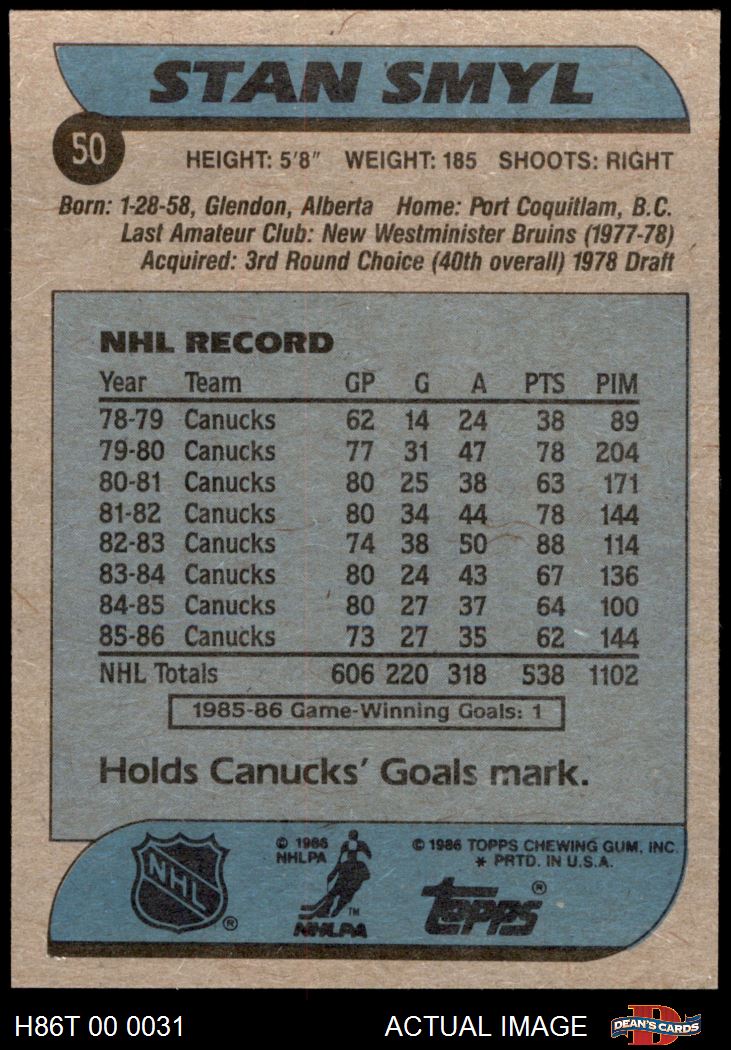 STAN SMYL
50
HEIGHT: 5'8" WEIGHT: 185 SHOOTS: RIGHT
Born: 1-28-58, Glendon, Alberta Home: Port Coquitlam, B.C.
Last Amateur Club: New Westminister Bruins (1977-78)
Acquired: 3rd Round Choice (40th overall) 1978 Draft
NHL RECORD
Year Team GP G A PTS PIM
78-79 Canucks 62 14 24 38 89
79-80 Canucks 77 31 47 78 204
80-81 Canucks 80 25 38 63 171
81-82 Canucks 80 34 44 78 144
82-83 Canucks 74 38 50 88 114
83-84 Canucks 80 24 43 67 136
84-85 Canucks 80 27 37 64 100
85-86 Canucks 73 27 35 62 144
NHL Totals 606 220 318 538 1102
1985-86 Game-Winning Goals: 1
Holds Canucks' Goals mark.
NHL ®
© 1986
NHLPA
™
NHLPA
© 1986 TOPPS CHEWING GUM, INC.
* PRTD. IN U.S.A.
topps ®
H86T 00 0031 ACTUAL IMAGE
D
DEAN'S CARDS